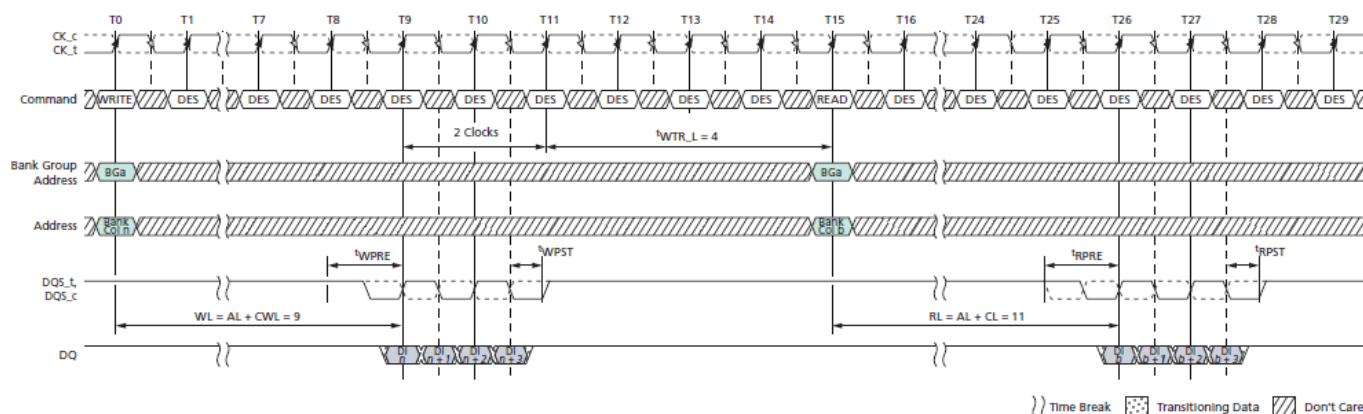 T0 T1 T7 T8 T9 T10 T11 T12 T13 T14 T15 T16 T24 T25 T26 T27 T28 T29
CK_c
CK_t
Command WRITE DES DES DES DES DES DES DES DES DES READ DES DES DES DES DES DES DES
2 Clocks tWTR_L = 4
Bank Group
Address
BGa BGa
Address
Bank
Col n
Bank
Col b
tWPRE tWPST tRPRE tRPST
DQS_t,
DQS_c
WL = AL + CWL = 9 RL = AL + CL = 11
DQ
DI
n
DI
n + 1
DI
n + 2
DI
n + 3
DI
b
DI
b + 1
DI
b + 2
DI
b + 3
Time Break Transitioning Data Don't Care